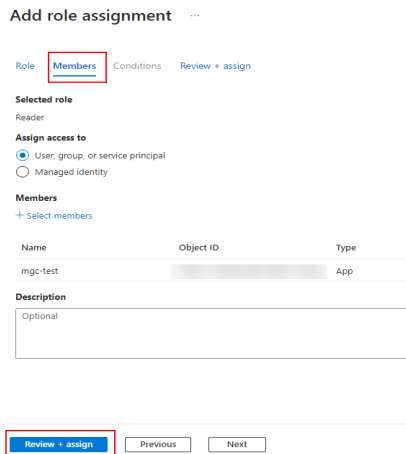 Add role assignment ...
Role Members Conditions Review + assign
Selected role
Reader
Assign access to
User, group, or service principal
Managed identity
Members
+ Select members
Name Object ID Type
mgc-test App
Description
Optional
Review + assign Previous Next